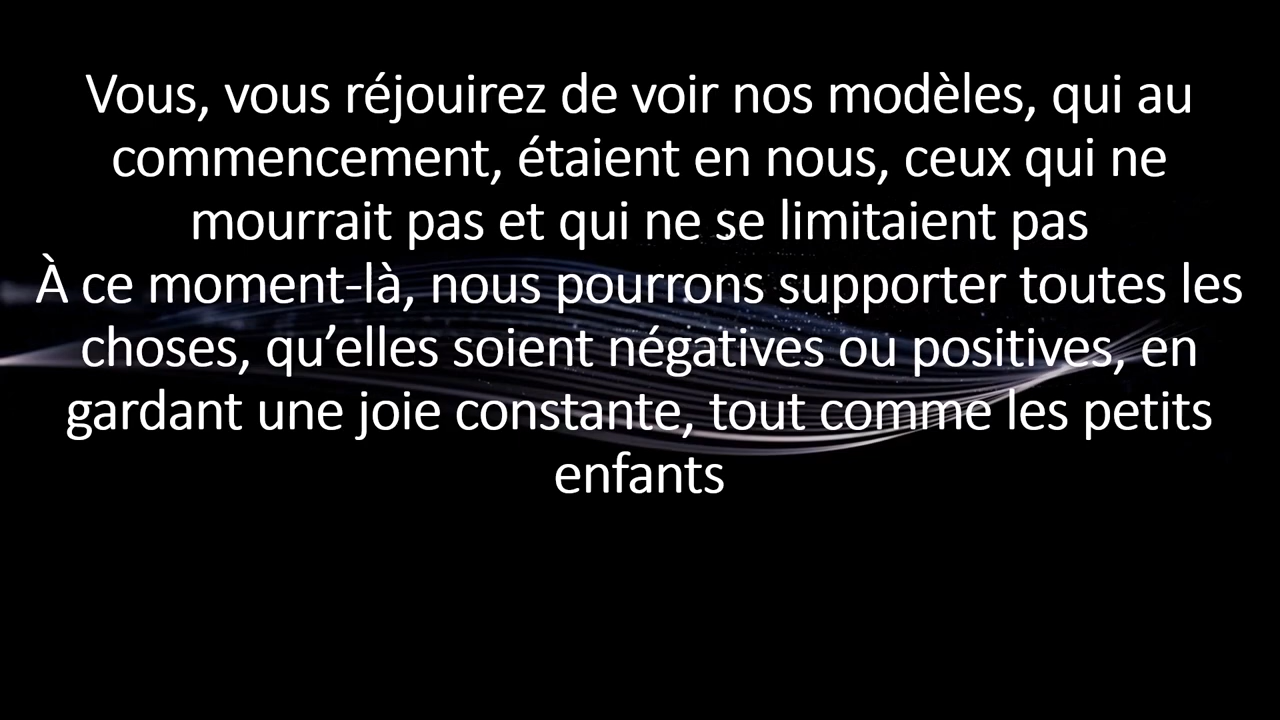 Vous, vous réjouirez de voir nos modèles, qui au
commencement, étaient en nous, ceux qui ne
mourrait pas et qui ne se limitaient pas
À ce moment-là, nous pourrons supporter toutes les
choses, qu’elles soient négatives ou positives, en
gardant une joie constante, tout comme les petits
enfants